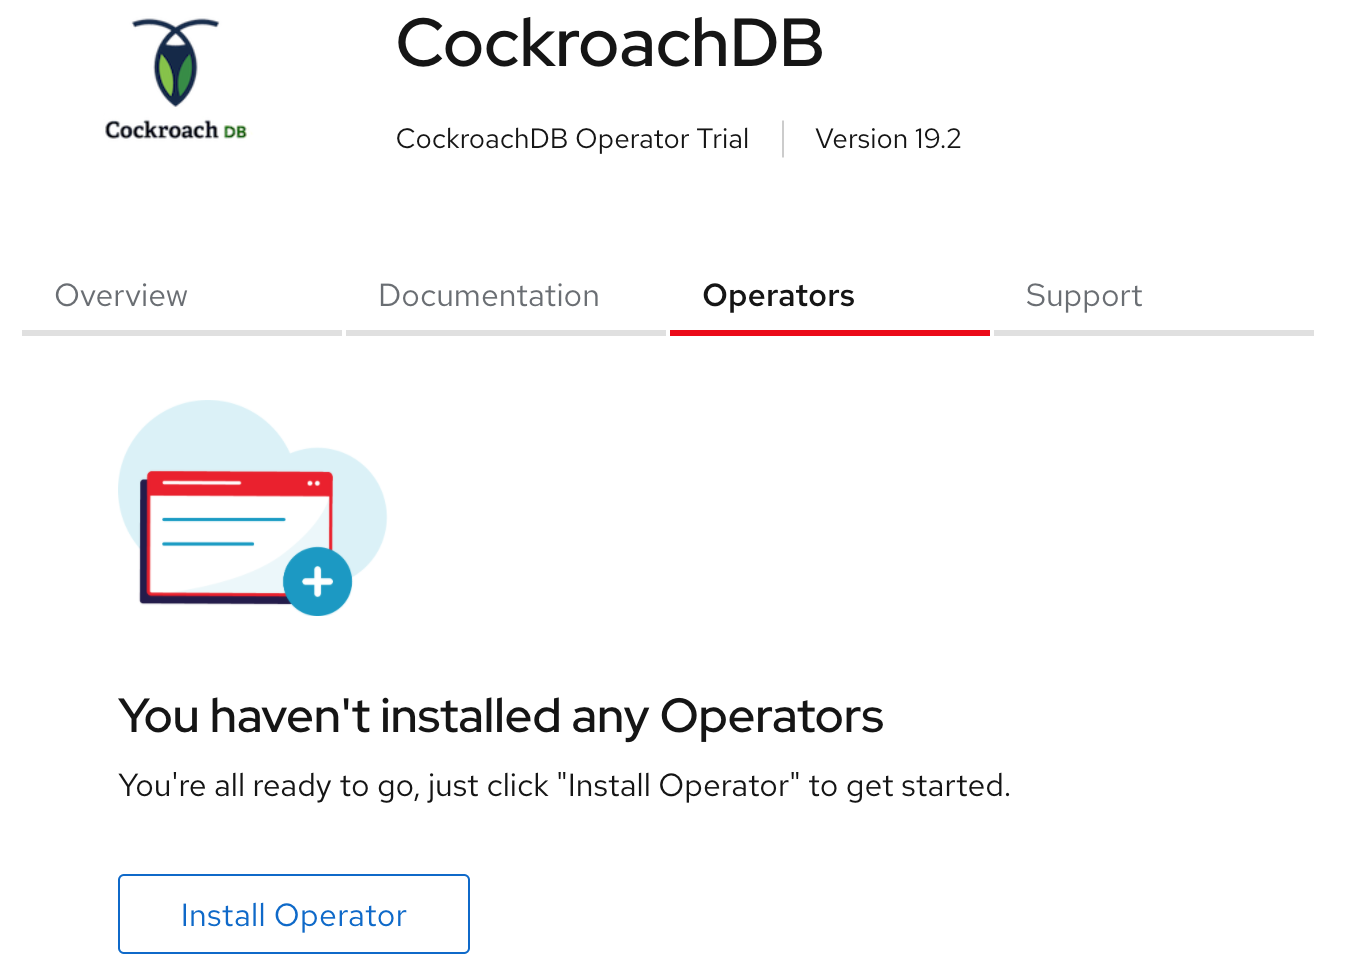 CockroachDB
Cockroach DB
CockroachDB Operator Trial
Version 19.2
Overview
Documentation
Operators
Support
You haven't installed any Operators
You're all ready to go, just click "Install Operator" to get started.
Install Operator